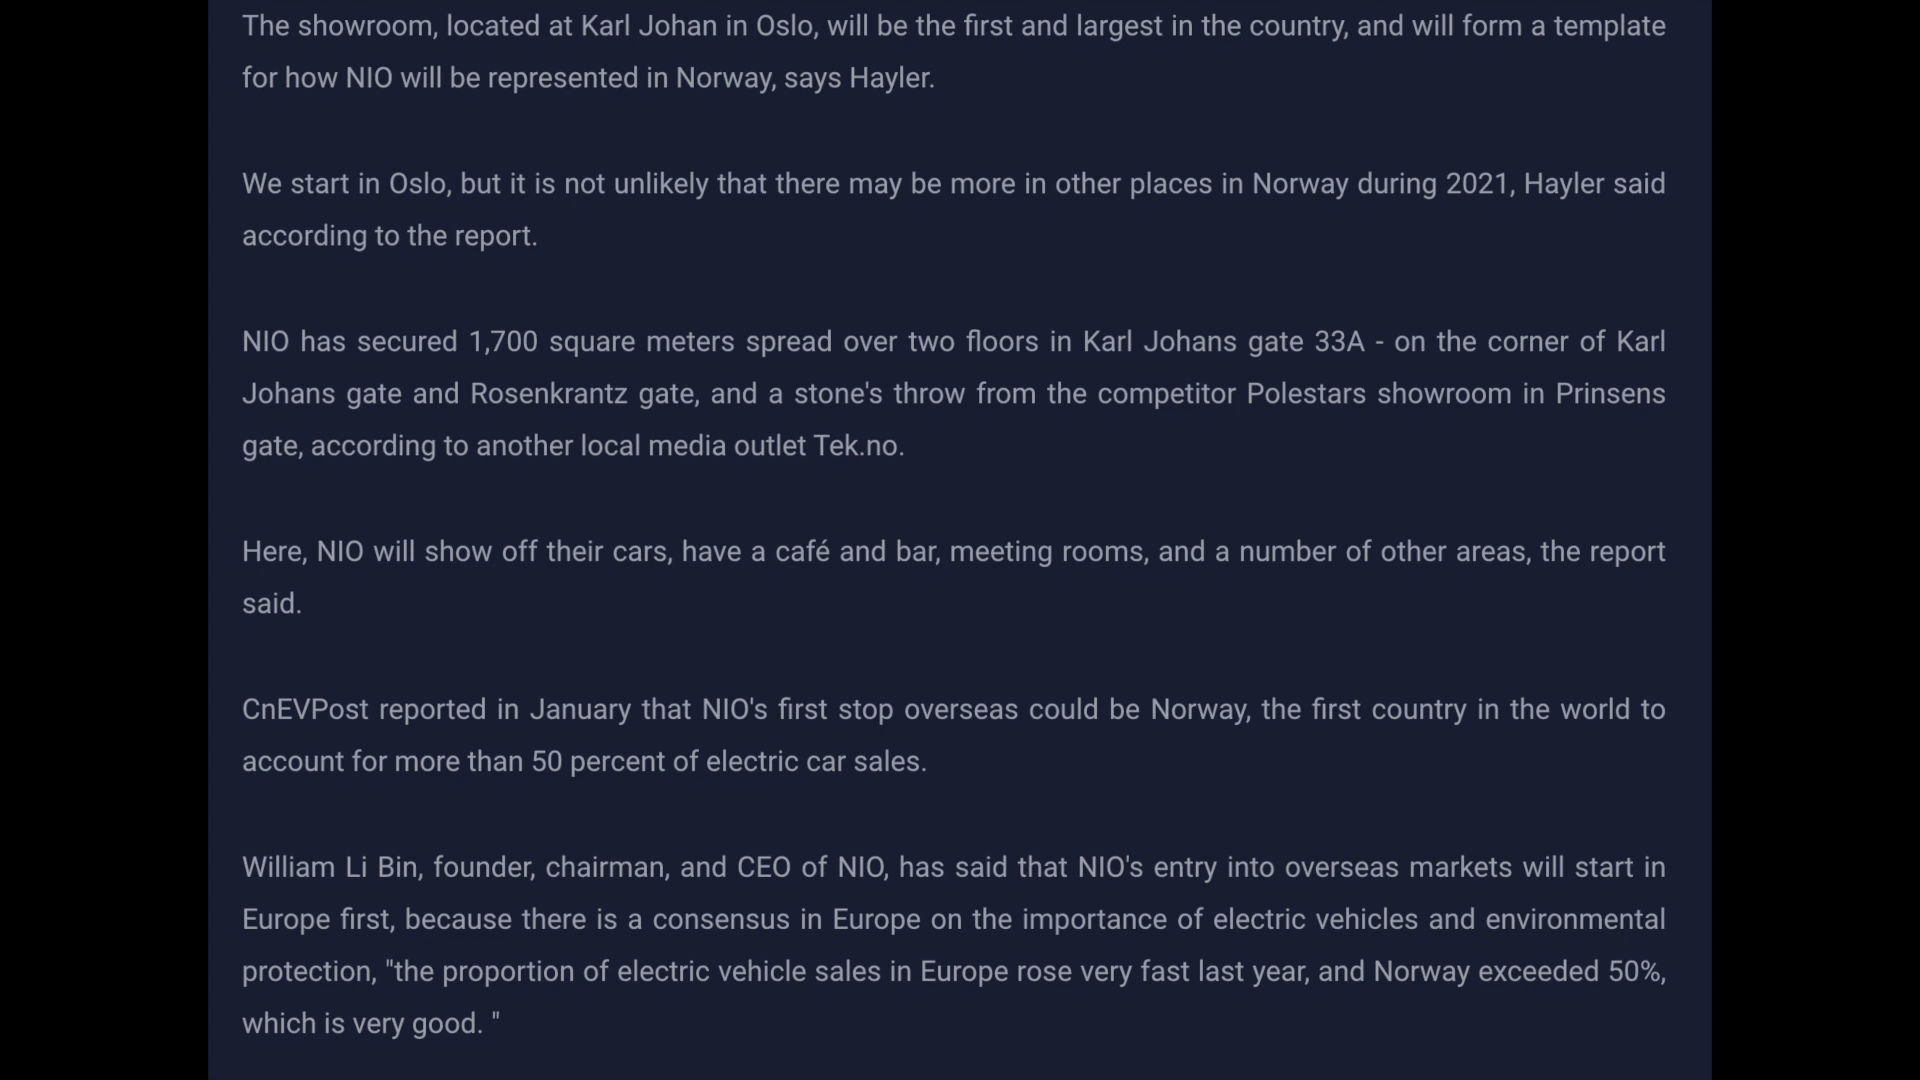 The showroom, located at Karl Johan in Oslo, will be the first and largest in the country, and will form a template
for how NIO will be represented in Norway, says Hayler.
We start in Oslo, but it is not unlikely that there may be more in other places in Norway during 2021, Hayler said
according to the report.
NIO has secured 1,700 square meters spread over two floors in Karl Johans gate 33A - on the corner of Karl
Johans gate and Rosenkrantz gate, and a stone's throw from the competitor Polestars showroom in Prinsens
gate, according to another local media outlet Tek.no.
Here, NIO will show off their cars, have a café and bar, meeting rooms, and a number of other areas, the report
said.
CnEVPost reported in January that NIO's first stop overseas could be Norway, the first country in the world to
account for more than 50 percent of electric car sales.
William Li Bin, founder, chairman, and CEO of NIO, has said that NIO's entry into overseas markets will start in
Europe first, because there is a consensus in Europe on the importance of electric vehicles and environmental
protection, "the proportion of electric vehicle sales in Europe rose very fast last year, and Norway exceeded 50%,
which is very good. "